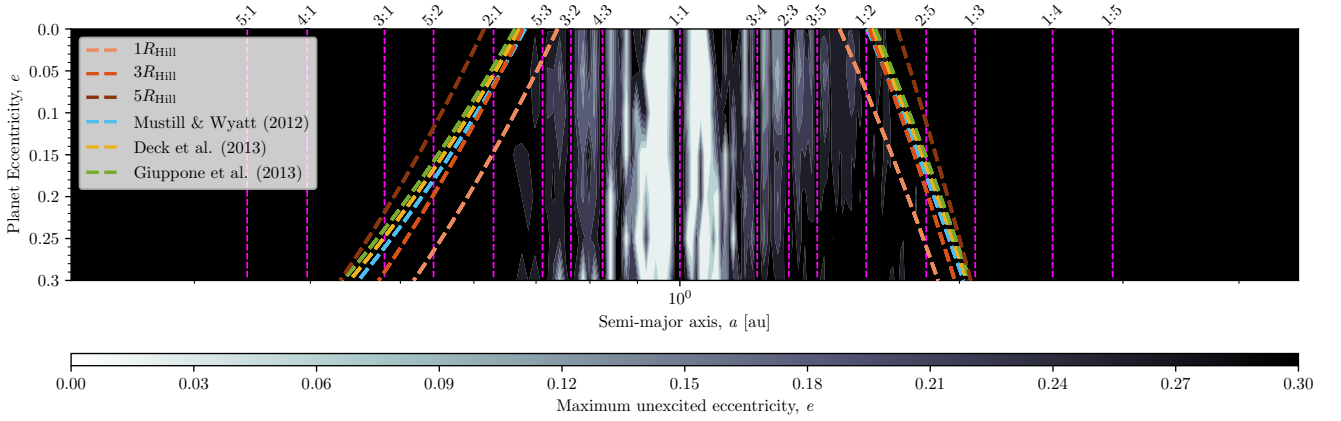 5:1 4:1 3:1 5:2 2:1 5:3 3:2 4:3 1:1 3:4 2:3 3:5 1:2 2:5 1:3 1:4 1:5
Planet Eccentricity, e
0.0
0.05
0.1
0.15
0.2
0.25
0.3
1R_Hill
3R_Hill
5R_Hill
Mustill & Wyatt (2012)
Deck et al. (2013)
Giuppone et al. (2013)
10^0
Semi-major axis, a [au]
0.00 0.03 0.06 0.09 0.12 0.15 0.18 0.21 0.24 0.27 0.30
Maximum unexcited eccentricity, e